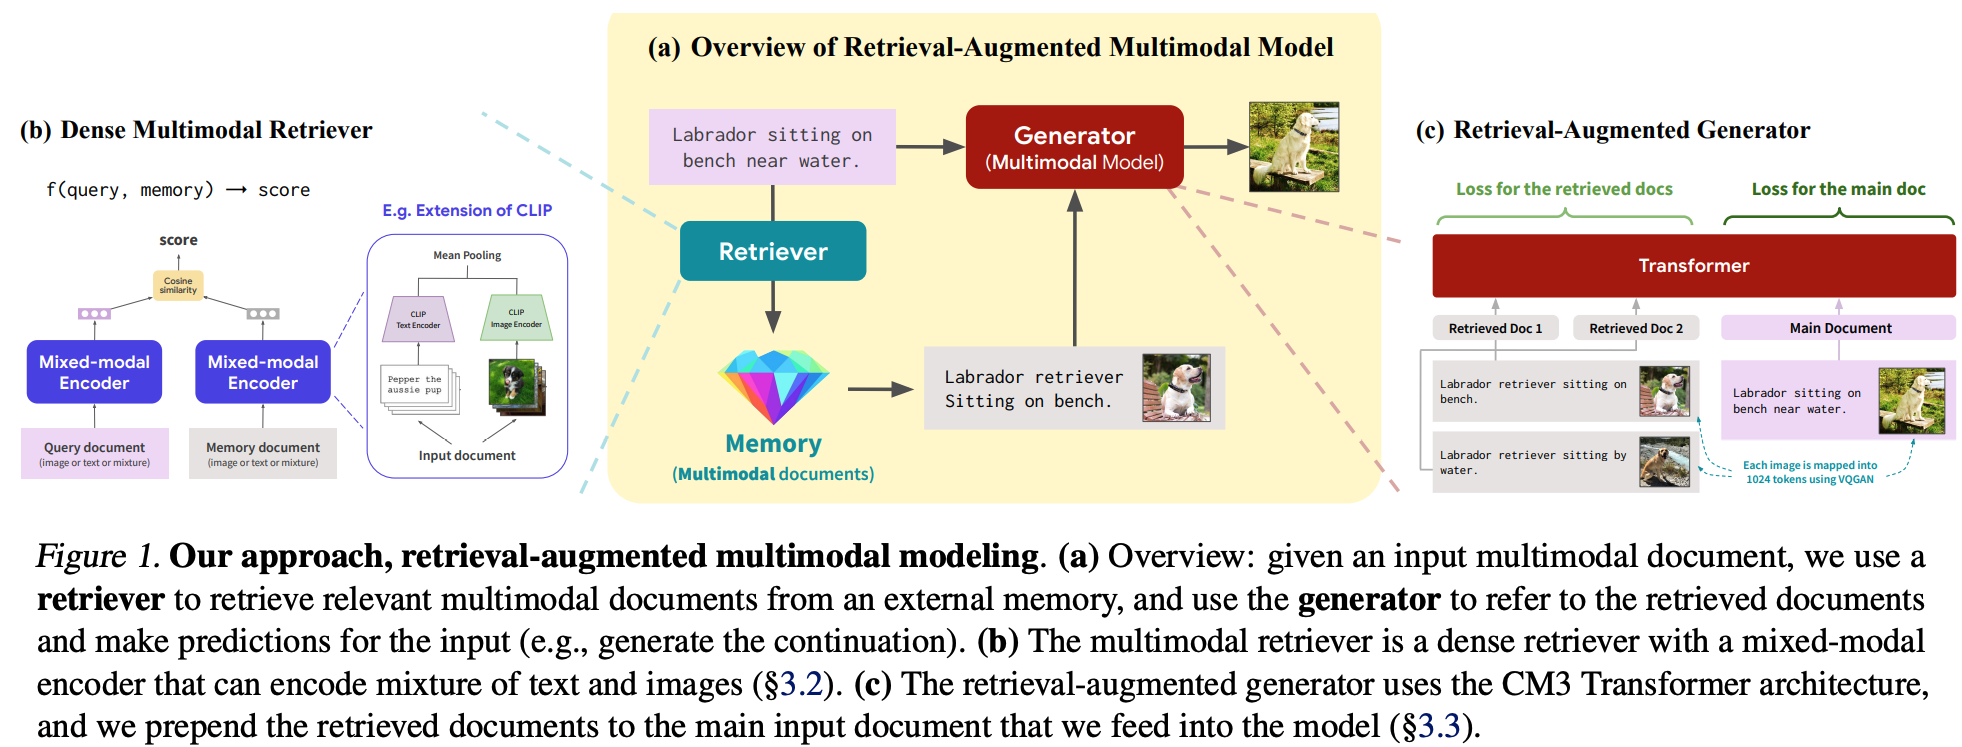 (a) Overview of Retrieval-Augmented Multimodal Model
Labrador sitting on
bench near water.
Generator
(Multimodal Model)
Retriever
Memory
(Multimodal documents)
Labrador retriever
Sitting on bench.
(b) Dense Multimodal Retriever
f(query, memory) → score
score
Cosine
similarity
Mixed-modal
Encoder
Mixed-modal
Encoder
Query document
(image or text or mixture)
Memory document
(image or text or mixture)
E.g. Extension of CLIP
Mean Pooling
CLIP
Text Encoder
CLIP
Image Encoder
Pepper the
aussie pup
Input document
(c) Retrieval-Augmented Generator
Loss for the retrieved docs
Loss for the main doc
Transformer
Retrieved Doc 1
Retrieved Doc 2
Main Document
Labrador retriever sitting on
bench.
Labrador retriever sitting by
water.
Labrador sitting on
bench near water.
Each image is mapped into
1024 tokens using VQGAN
Figure 1. Our approach, retrieval-augmented multimodal modeling. (a) Overview: given an input multimodal document, we use a
retriever to retrieve relevant multimodal documents from an external memory, and use the generator to refer to the retrieved documents
and make predictions for the input (e.g., generate the continuation). (b) The multimodal retriever is a dense retriever with a mixed-modal
encoder that can encode mixture of text and images (§3.2). (c) The retrieval-augmented generator uses the CM3 Transformer architecture,
and we prepend the retrieved documents to the main input document that we feed into the model (§3.3).